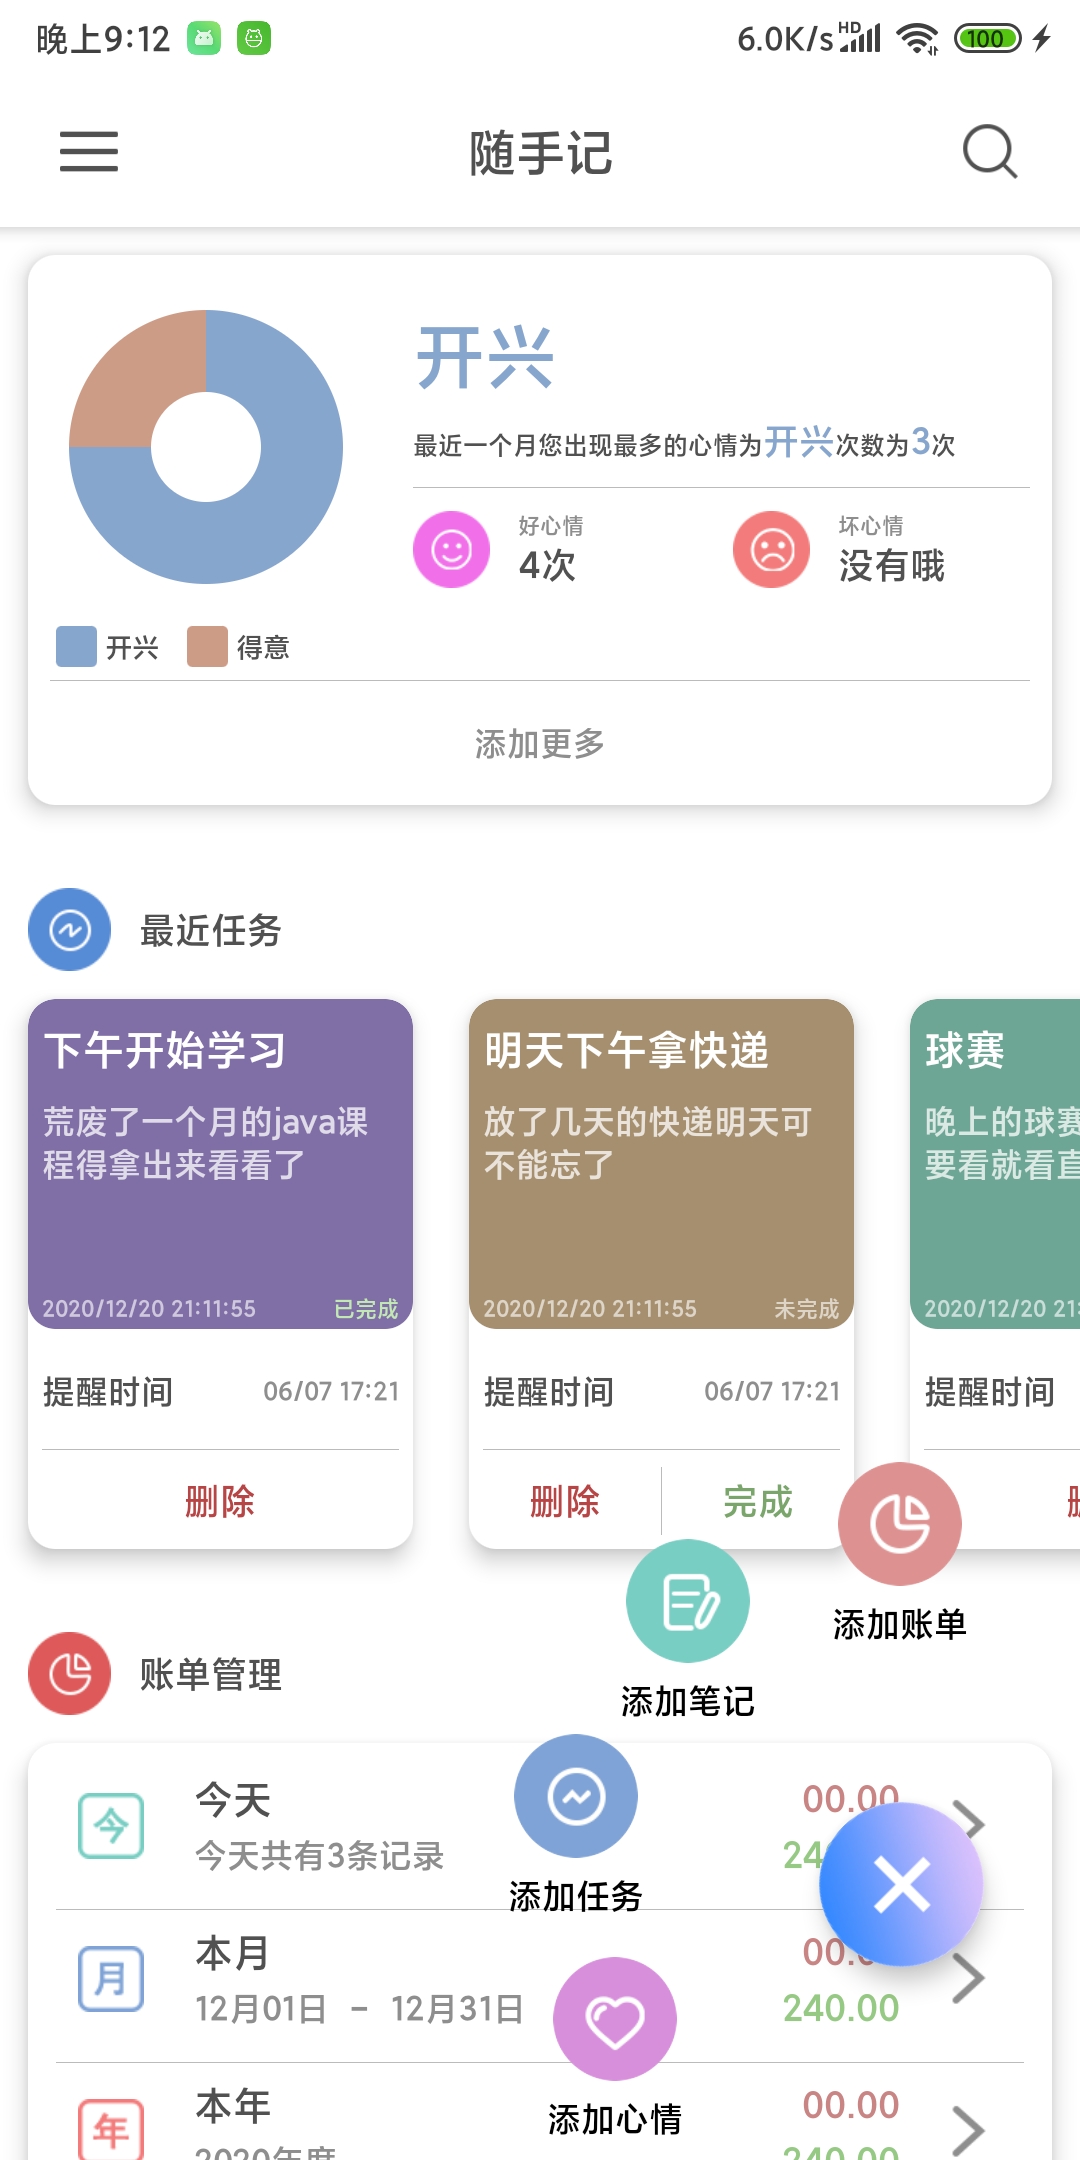 晚上9:12
6.0K/s
HD
100
随手记
开兴
最近一个月您出现最多的心情为开兴次数为3次
好心情
4次
坏心情
没有哦
开兴
得意
添加更多
最近任务
下午开始学习
荒废了一个月的java课
程得拿出来看看了
2020/12/20 21:11:55
已完成
提醒时间
06/07 17:21
删除
明天下午拿快递
放了几天的快递明天可
不能忘了
2020/12/20 21:11:55
未完成
提醒时间
06/07 17:21
删除
完成
球赛
晚上的球赛
要看就看直
2020/12/20 21:
提醒时间
添加账单
添加笔记
添加任务
添加心情
账单管理
今
今天
今天共有3条记录
00.00
24
月
本月
12月01日 - 12月31日
00.
240.00
年
本年
2020年度
00.00
240.00